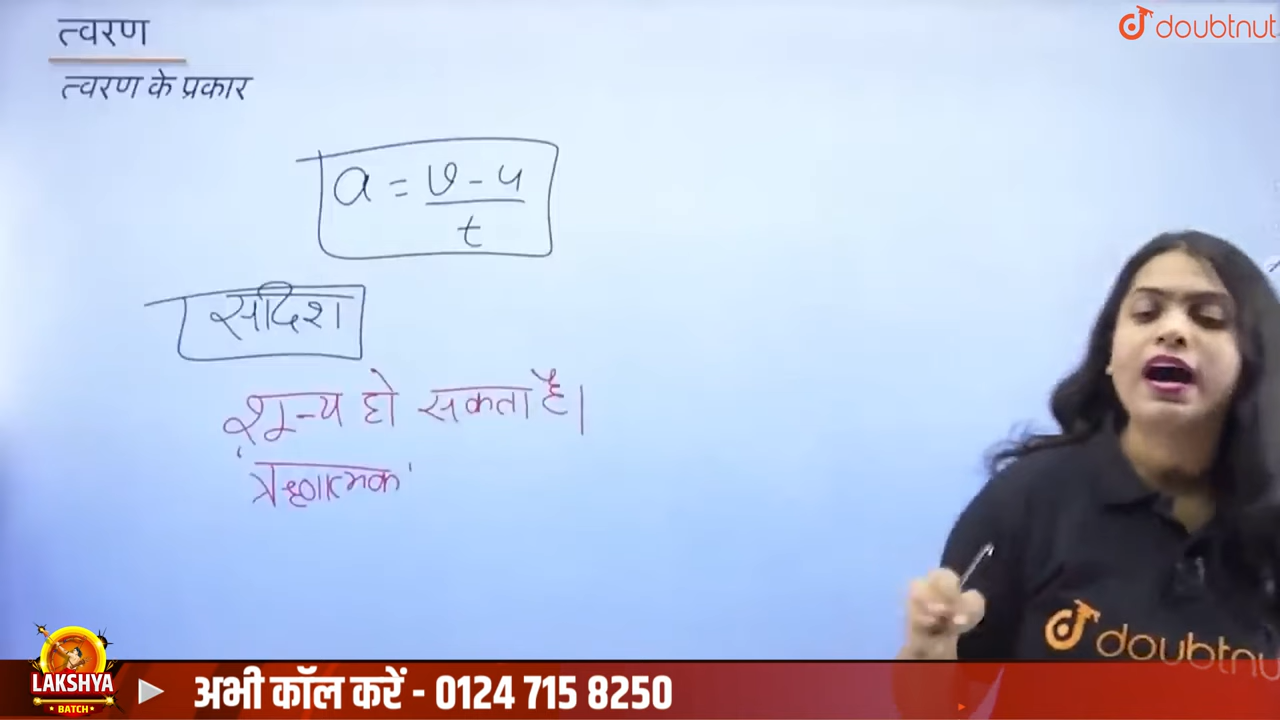 त्वरण
doubtnut
त्वरण के प्रकार
a = v - u
t
सदिश
शून्य हो सकता है।
'ऋणात्मक'
doubtnut
LAKSHYA
BATCH
अभी कॉल करें - 0124 715 8250